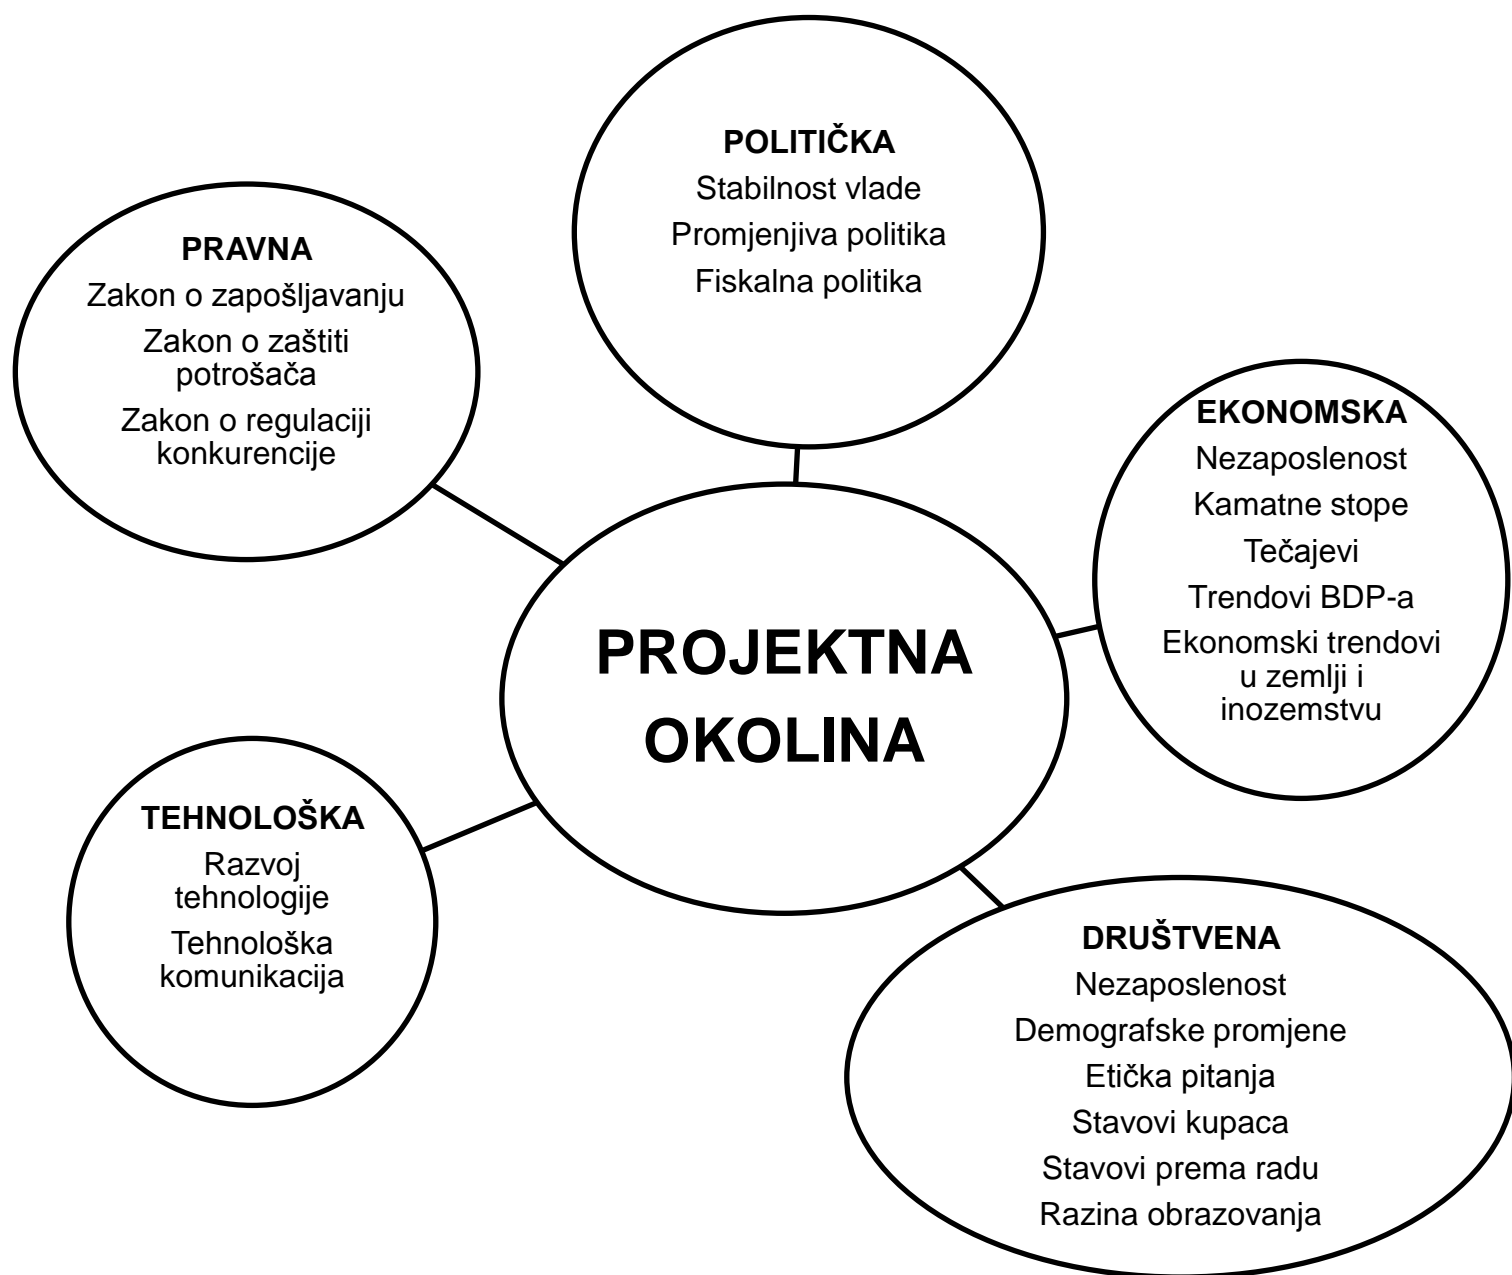 POLITIČKA
Stabilnost vlade
Promjenjiva politika
Fiskalna politika
PRAVNA
Zakon o zapošljavanju
Zakon o zaštiti
potrošača
Zakon o regulaciji
konkurencije
EKONOMSKA
Nezaposlenost
Kamatne stope
Tečajevi
Trendovi BDP-a
Ekonomski trendovi
u zemlji i
inozemstvu
PROJEKTNA
OKOLINA
TEHNOLOŠKA
Razvoj
tehnologije
Tehnološka
komunikacija
DRUŠTVENA
Nezaposlenost
Demografske promjene
Etička pitanja
Stavovi kupaca
Stavovi prema radu
Razina obrazovanja